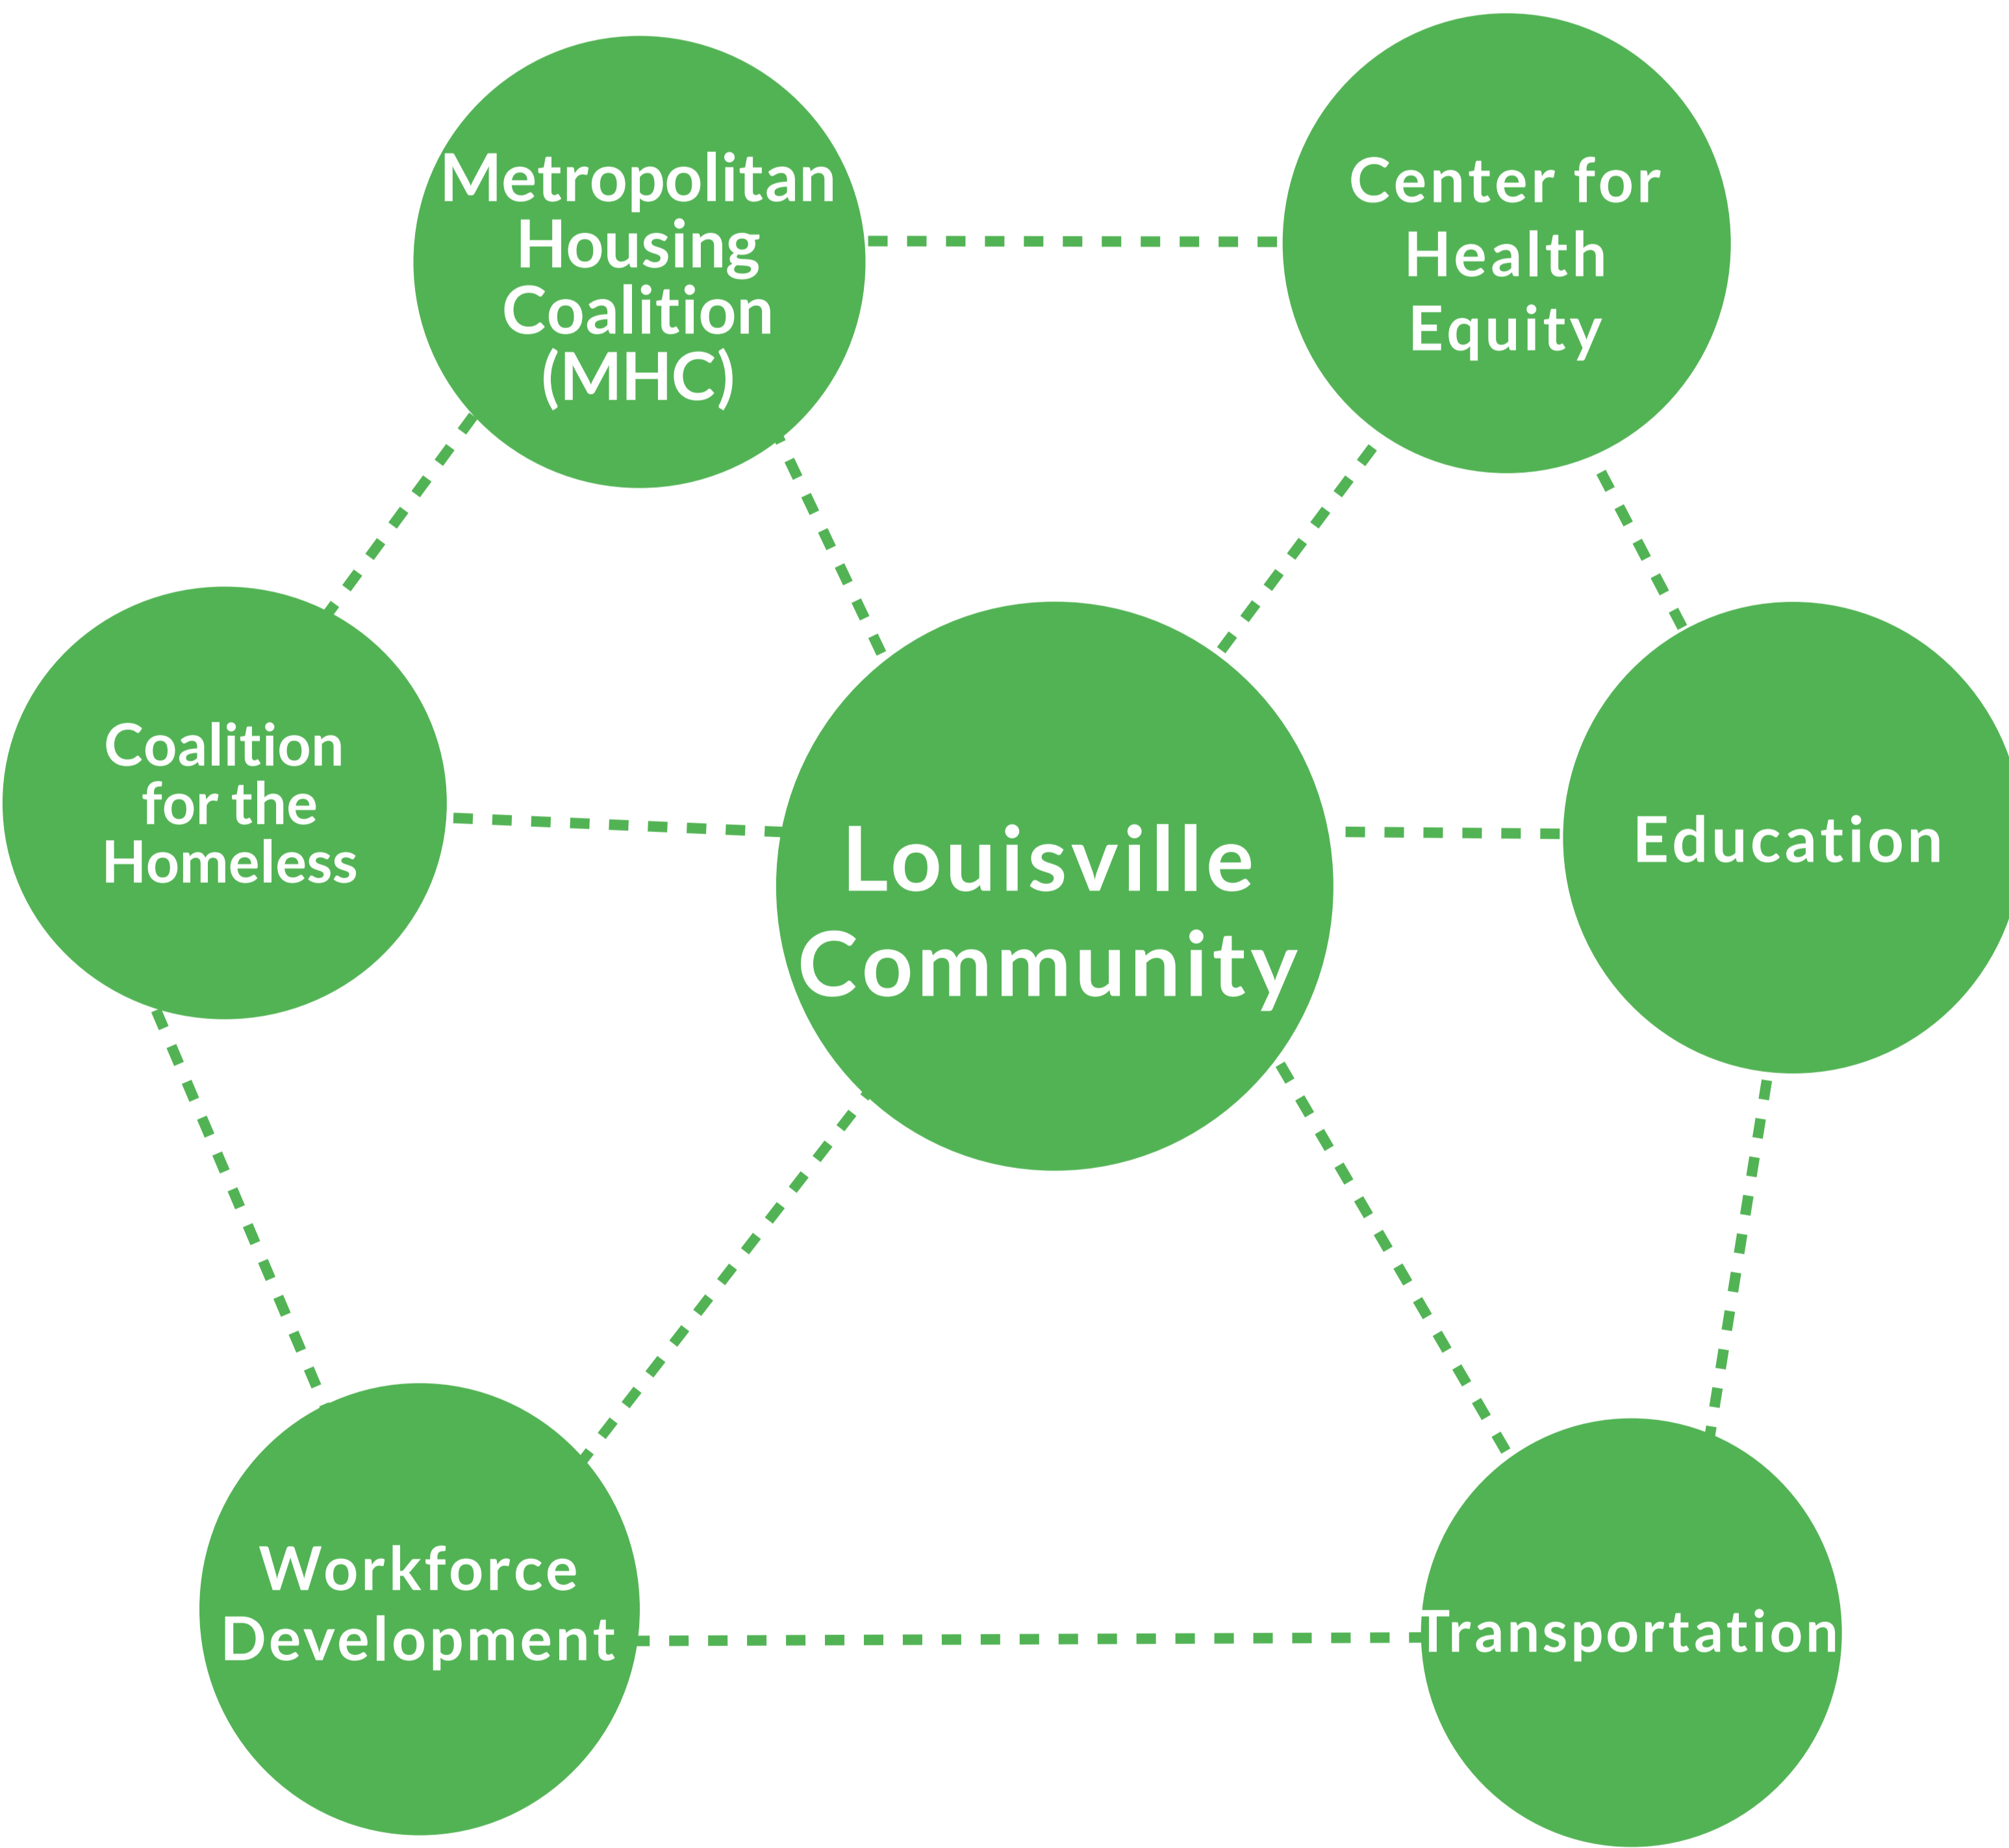 Metropolitan
Housing
Coalition
(MHC)
Center for
Health
Equity
Coalition
for the
Homeless
Louisville
Community
Education
Workforce
Development
Transportation